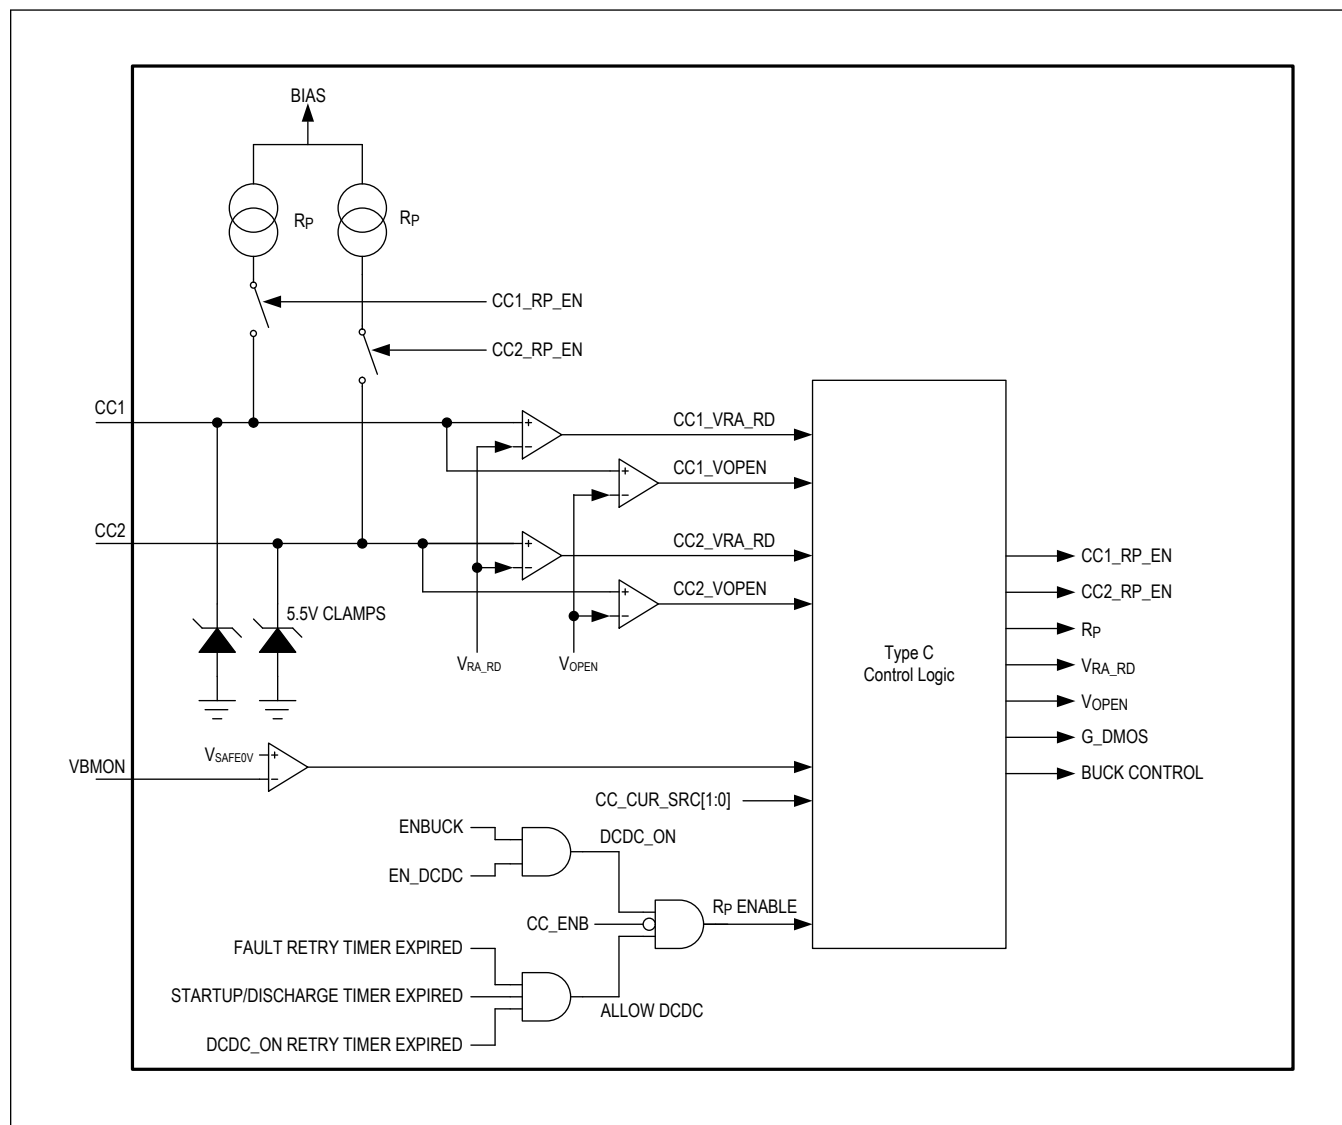 BIAS
RP
RP
CC1_RP_EN
CC2_RP_EN
CC1
CC1_VRA_RD
CC1_VOPEN
CC2
CC2_VRA_RD
CC2_VOPEN
5.5V CLAMPS
VRA_RD
VOPEN
Type C
Control Logic
CC1_RP_EN
CC2_RP_EN
RP
VRA_RD
VOPEN
G_DMOS
BUCK CONTROL
VBMON
VSAFE0V
+
-
+
-
+
-
+
-
+
-
CC_CUR_SRC[1:0]
ENBUCK
DCDC_ON
EN_DCDC
CC_ENB
RP ENABLE
FAULT RETRY TIMER EXPIRED
STARTUP/DISCHARGE TIMER EXPIRED
ALLOW DCDC
DCDC_ON RETRY TIMER EXPIRED